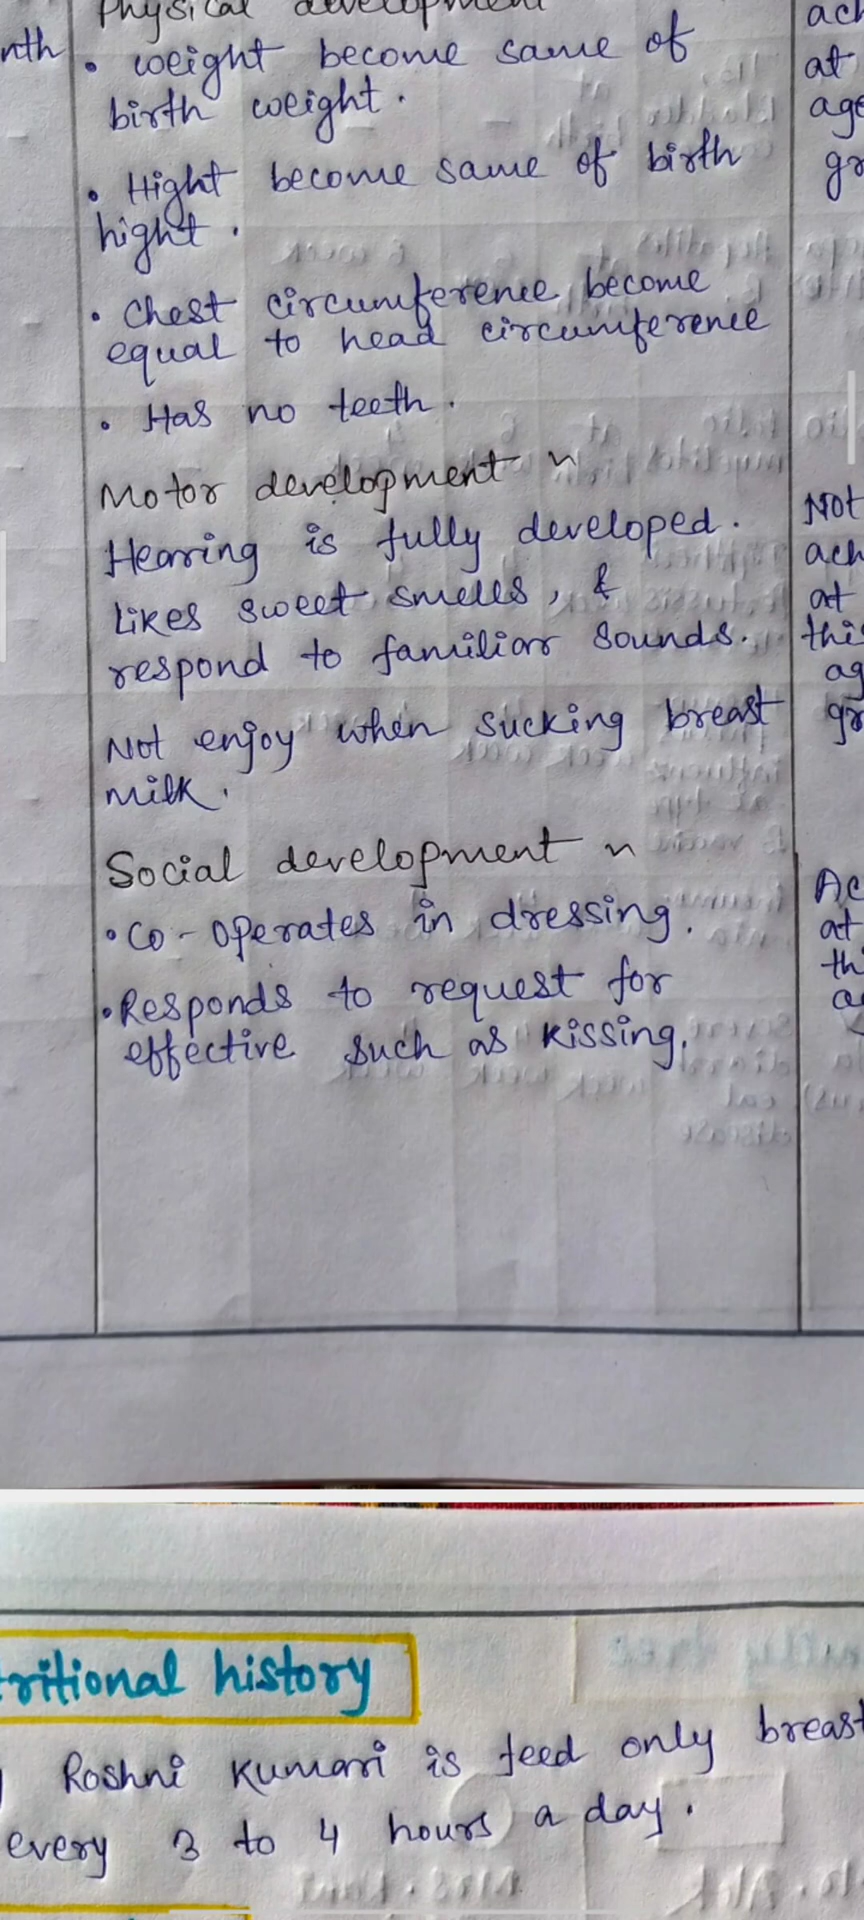 Physical development
nth
• weight become same of
birth weight.
• Hight become same of birth
hight.
• Chest circumference become
equal to head circumference
• Has no teeth.
Motor development
Hearing is fully developed.
Likes sweet smells, &
respond to familiar sounds.
Not enjoy when sucking breast
milk.
Social development
• Co-operates in dressing.
• Responds to request for
effective such as kissing.
ach
at
age
gr
Not
ach
at
this
ag
gr
Ac
at
th
a
tritional history
Roshni Kumari is feed only breast
every 3 to 4 hours a day.